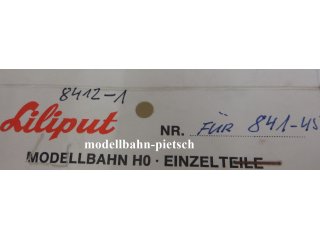 8412-1
Liliput
NR. FÜR 841-45
modellbahn-pietsch
MODELLBAHN H0 · EINZELTEILE